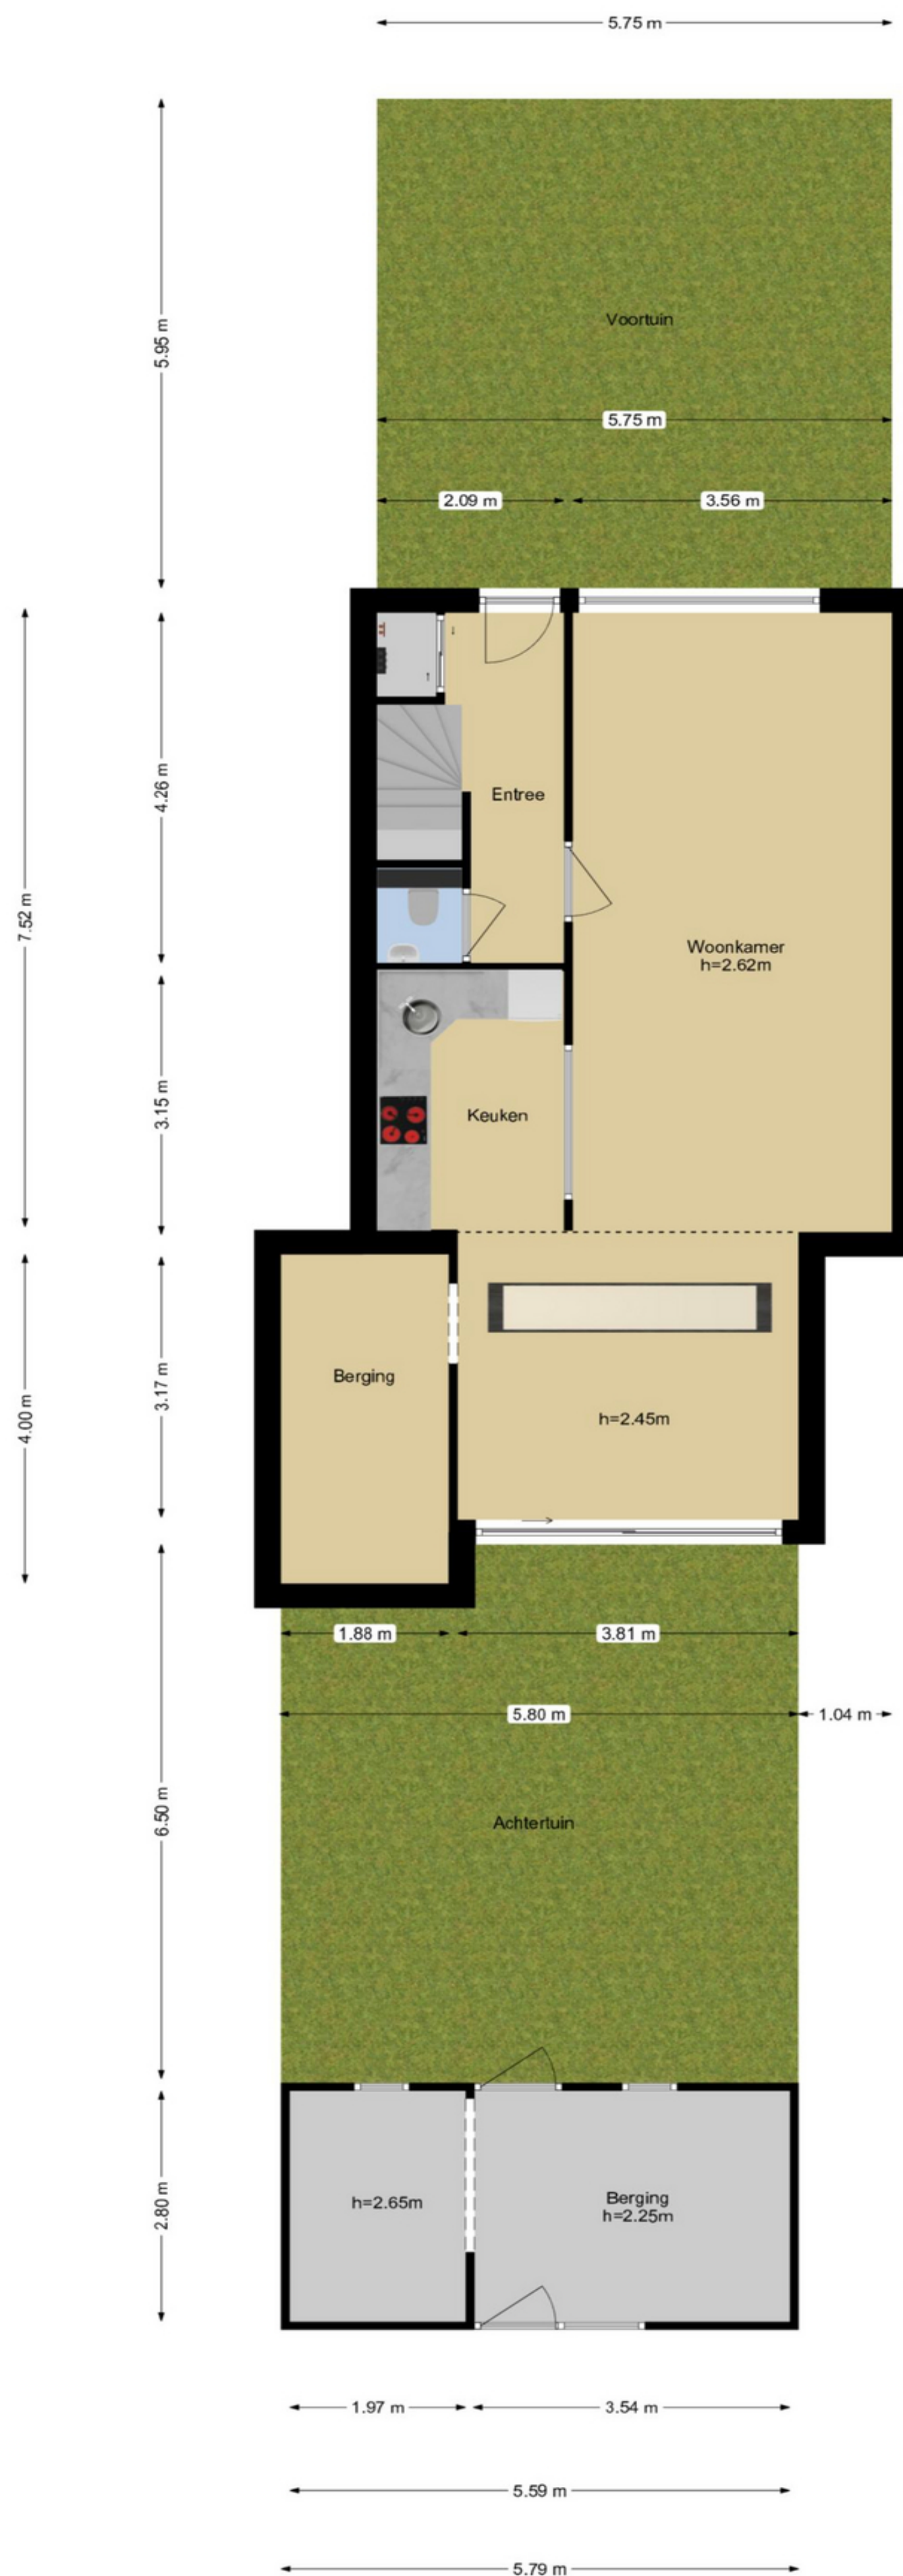 5.75 m
5.95 m
Voortuin
5.75 m
2.09 m
3.56 m
7.52 m
4.26 m
Entree
Woonkamer
h=2.62m
3.15 m
Keuken
4.00 m
3.17 m
Berging
h=2.45m
1.88 m
3.81 m
5.80 m
1.04 m
6.50 m
Achtertuin
2.80 m
h=2.65m
Berging
h=2.25m
1.97 m
3.54 m
5.59 m
5.79 m